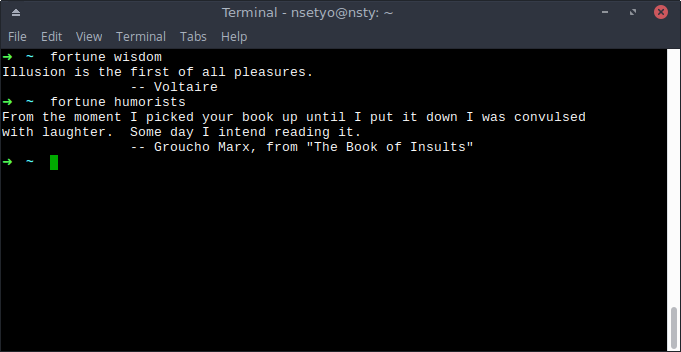 Terminal - nsetyo@nsty: ~
File Edit View Terminal Tabs Help
➜ ~ fortune wisdom
Illusion is the first of all pleasures.
-- Voltaire
➜ ~ fortune humorists
From the moment I picked your book up until I put it down I was convulsed
with laughter.  Some day I intend reading it.
-- Groucho Marx, from "The Book of Insults"
➜ ~